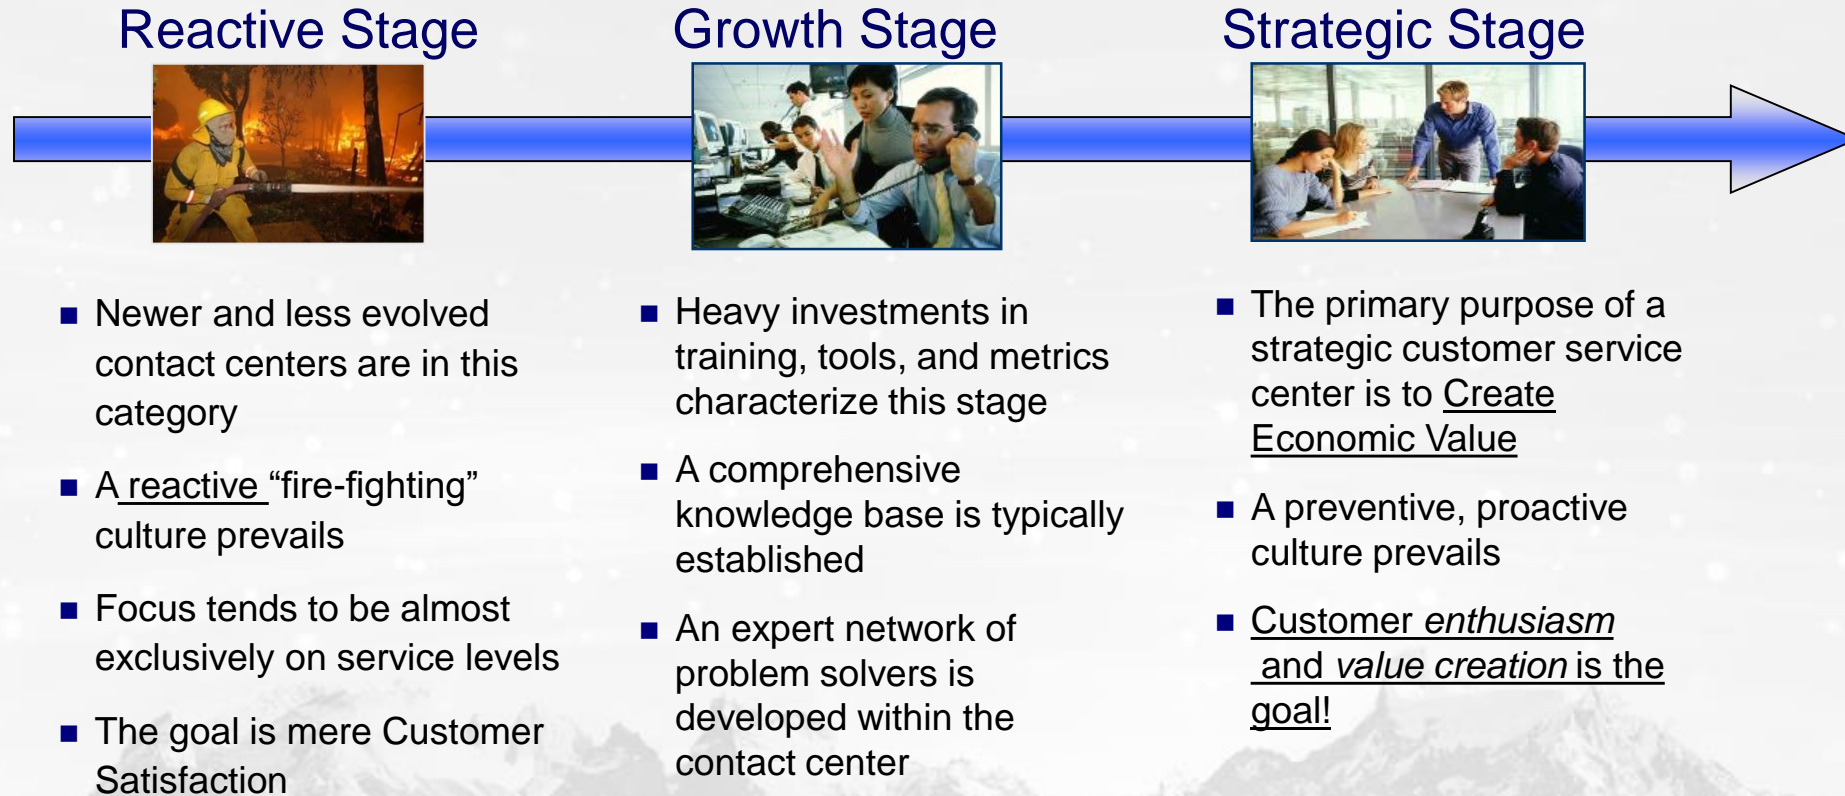 Reactive Stage
Growth Stage
Strategic Stage
■ Newer and less evolved
contact centers are in this
category
■ A reactive “fire-fighting”
culture prevails
■ Focus tends to be almost
exclusively on service levels
■ The goal is mere Customer
Satisfaction
■ Heavy investments in
training, tools, and metrics
characterize this stage
■ A comprehensive
knowledge base is typically
established
■ An expert network of
problem solvers is
developed within the
contact center
■ The primary purpose of a
strategic customer service
center is to Create
Economic Value
■ A preventive, proactive
culture prevails
■ Customer enthusiasm
and value creation is the
goal!